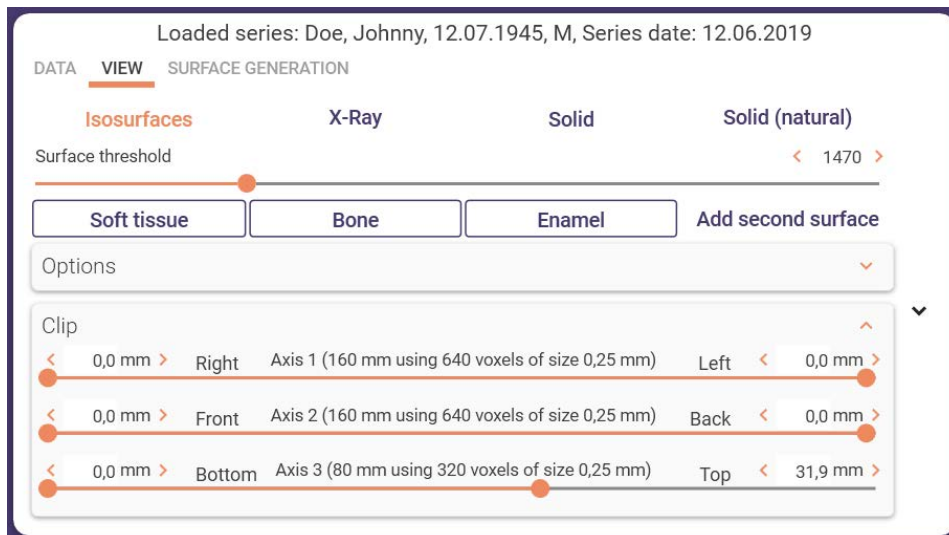 Loaded series: Doe, Johnny, 12.07.1945, M, Series date: 12.06.2019
DATA VIEW SURFACE GENERATION
Isosurfaces X-Ray Solid Solid (natural)
Surface threshold 1470
Soft tissue Bone Enamel Add second surface
Options
Clip
0,0 mm Right Axis 1 (160 mm using 640 voxels of size 0,25 mm) Left 0,0 mm
0,0 mm Front Axis 2 (160 mm using 640 voxels of size 0,25 mm) Back 0,0 mm
0,0 mm Bottom Axis 3 (80 mm using 320 voxels of size 0,25 mm) Top 31,9 mm